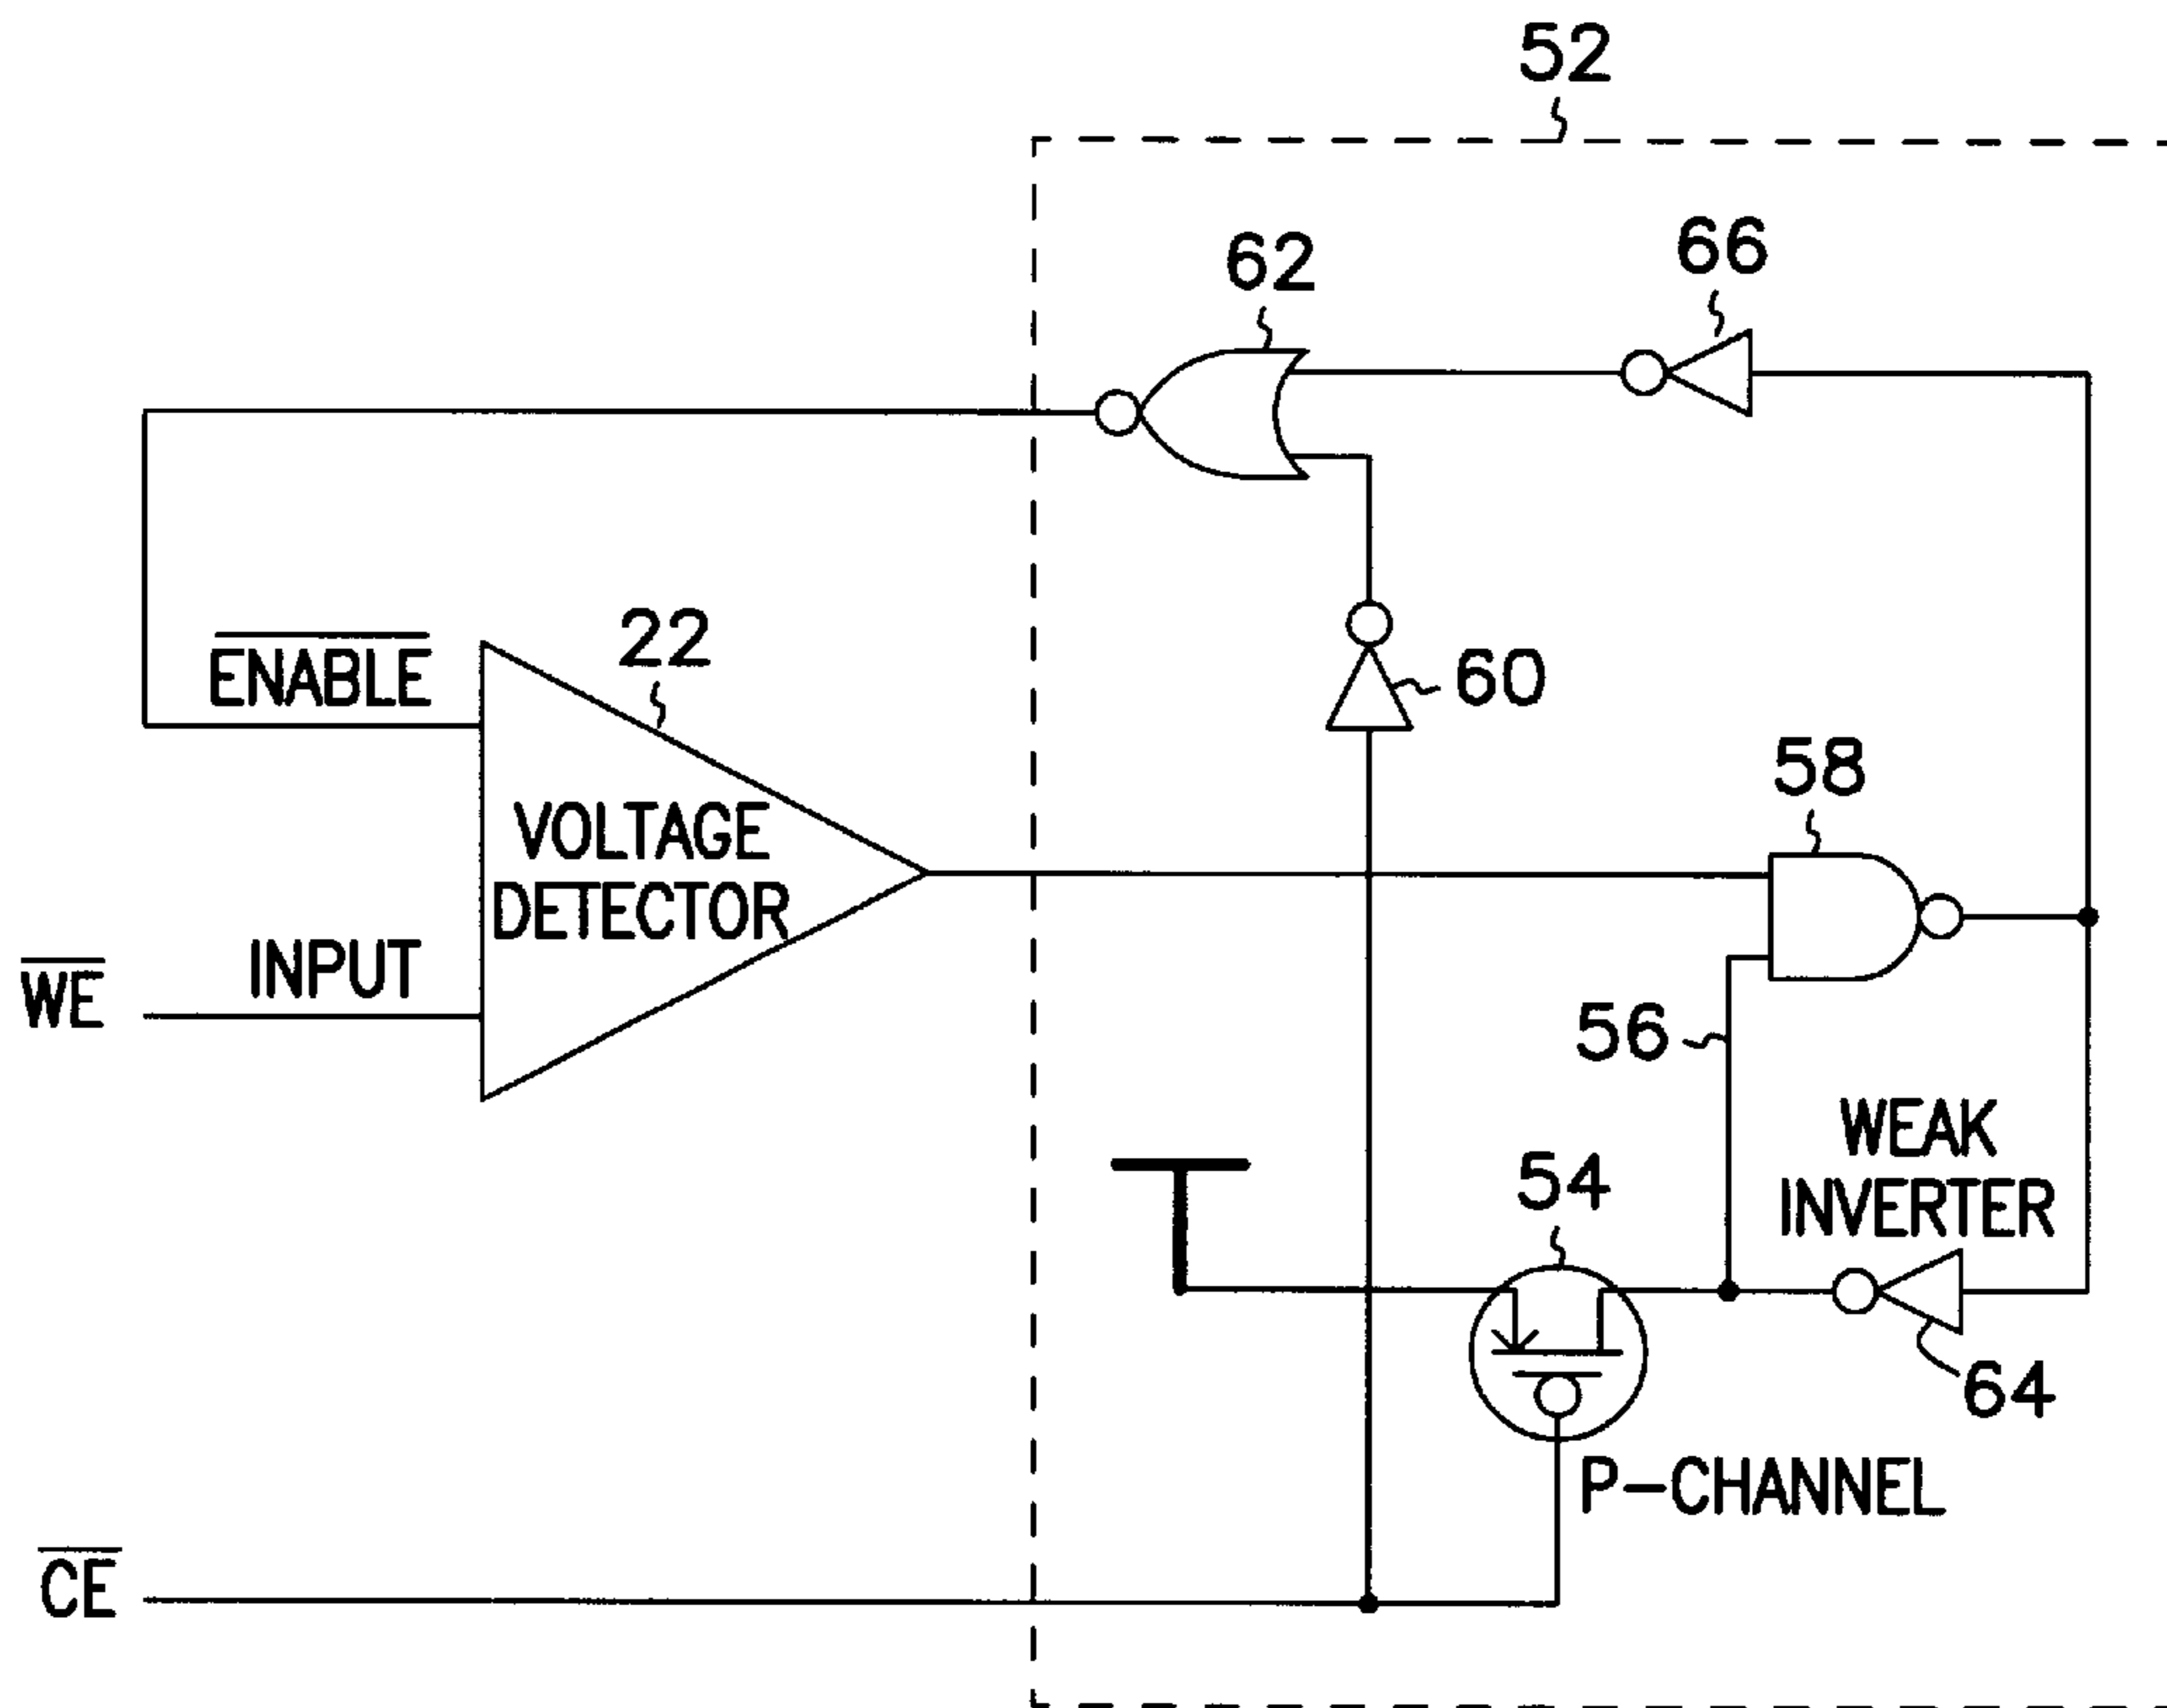 52
66
62
22
ENABLE
60
58
VOLTAGE
DETECTOR
INPUT
WE
56
WEAK
INVERTER
54
64
P-CHANNEL
CE